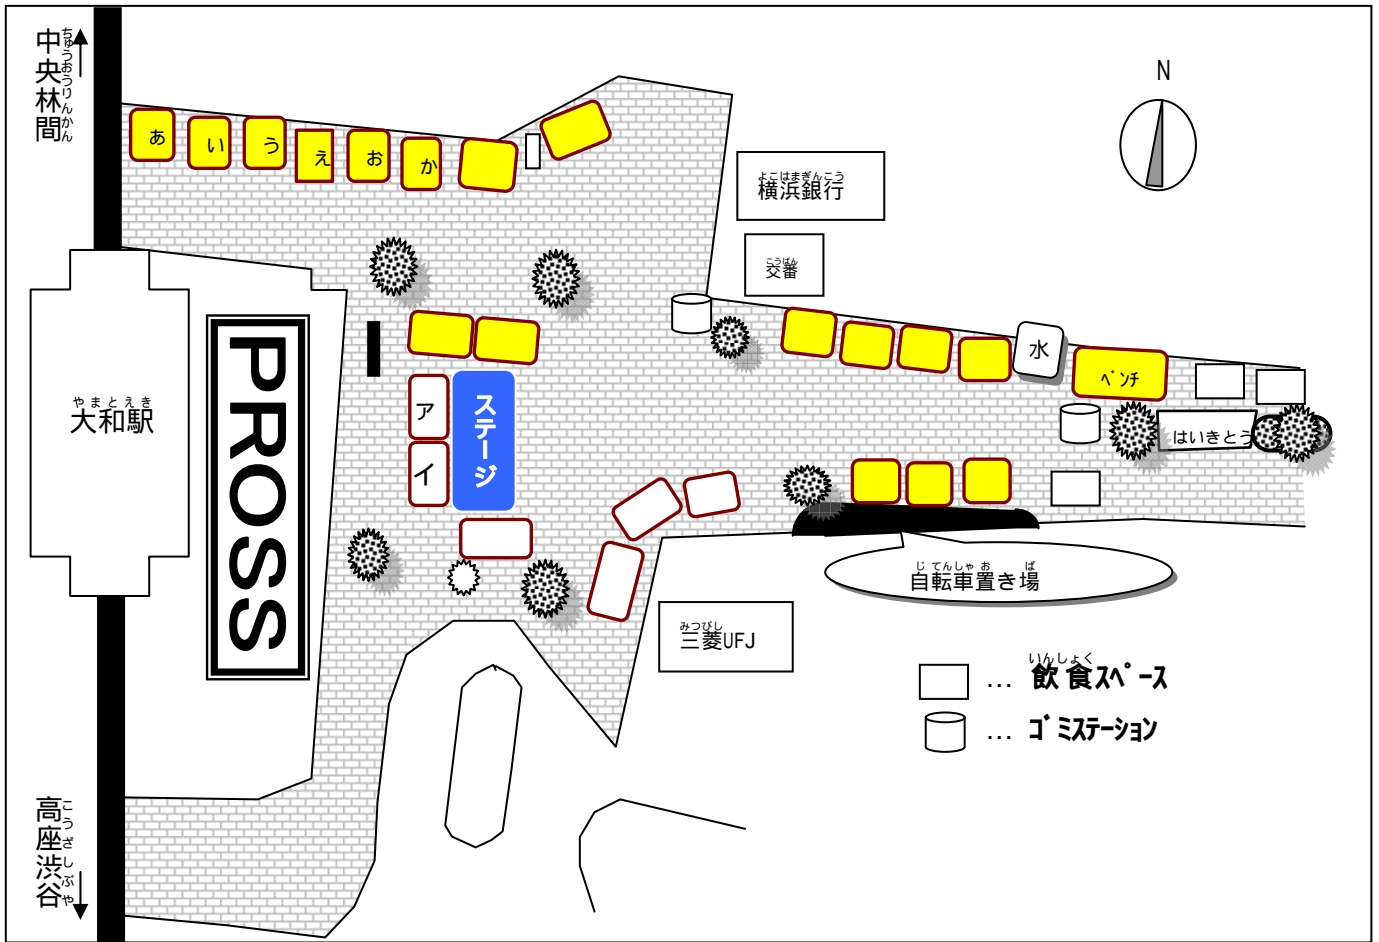 中央林間
ちゅうおうりんかん
N
あ
い
う
え
お
か
よこはまぎんこう
横浜銀行
こうばん
交番
水
ベンチ
はいきとう
やまとえき
大和駅
PROSS
ア
イ
ステージ
じてんしゃおば
自転車置き場
みつびし
三菱UFJ
いんしょく
… 飲食スペース
… ゴミステーション
高座渋谷
こうざしぶや